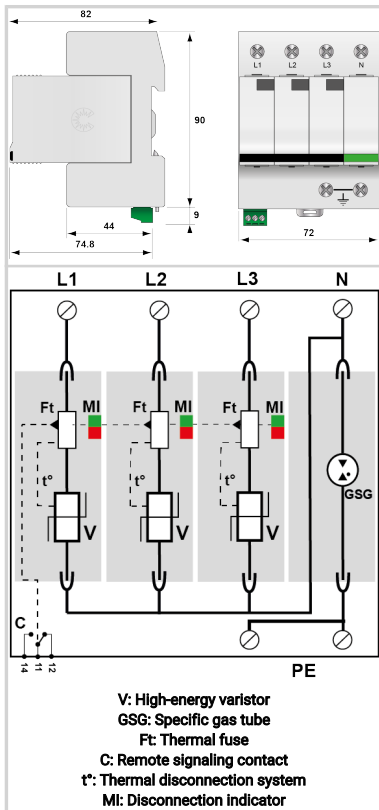 82
90
9
44
74.8
L1 L2 L3 N
72
L1 L2 L3 N
Ft MI Ft MI Ft MI
t° t° t°
GSG
V V V
C
14 11 12
PE
V: High-energy varistor
GSG: Specific gas tube
Ft: Thermal fuse
C: Remote signaling contact
t°: Thermal disconnection system
MI: Disconnection indicator